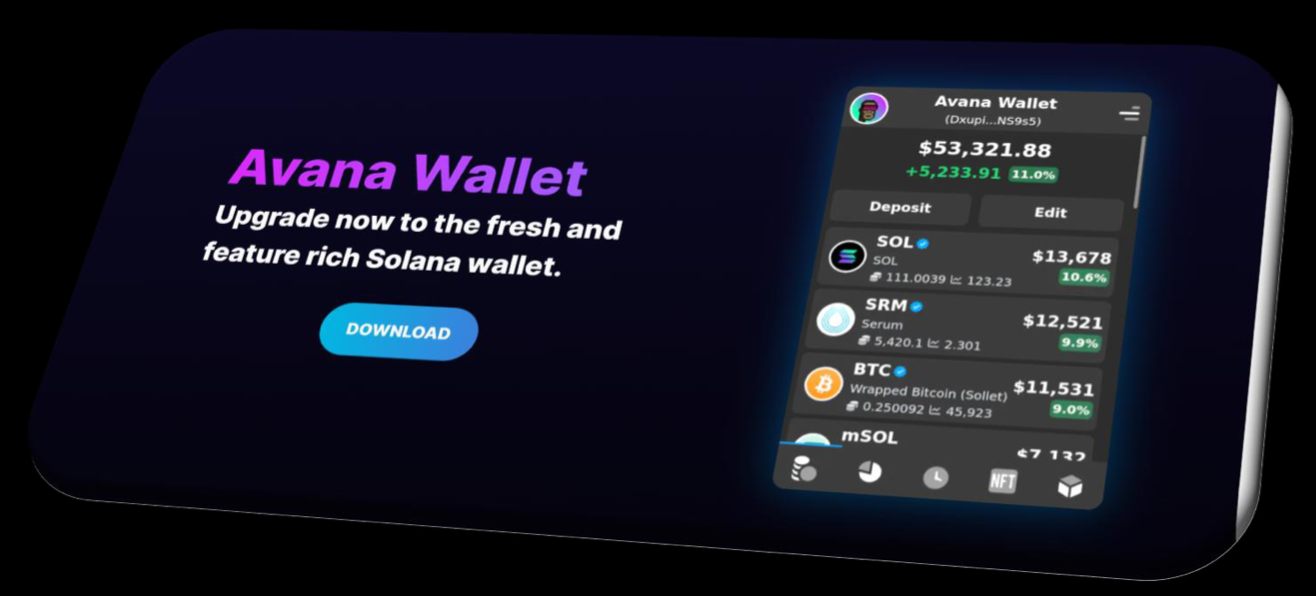 Avana Wallet
Upgrade now to the fresh and
feature rich Solana wallet.
DOWNLOAD
Avana Wallet
(Dxupi...NS9s5)
$53,321.88
+5,233.91 11.0%
Deposit Edit
SOL $13,678
SOL 10.6%
111.0039 123.23
SRM $12,521
Serum 9.9%
5,420.1 2.301
BTC $11,531
Wrapped Bitcoin (Sollet) 9.0%
0.250092 45,923
mSOL $7,132
NFT